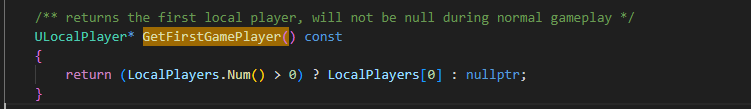 /** returns the first local player, will not be null during normal gameplay */
ULocalPlayer* GetFirstGamePlayer() const
{
    return (LocalPlayers.Num() > 0) ? LocalPlayers[0] : nullptr;
}